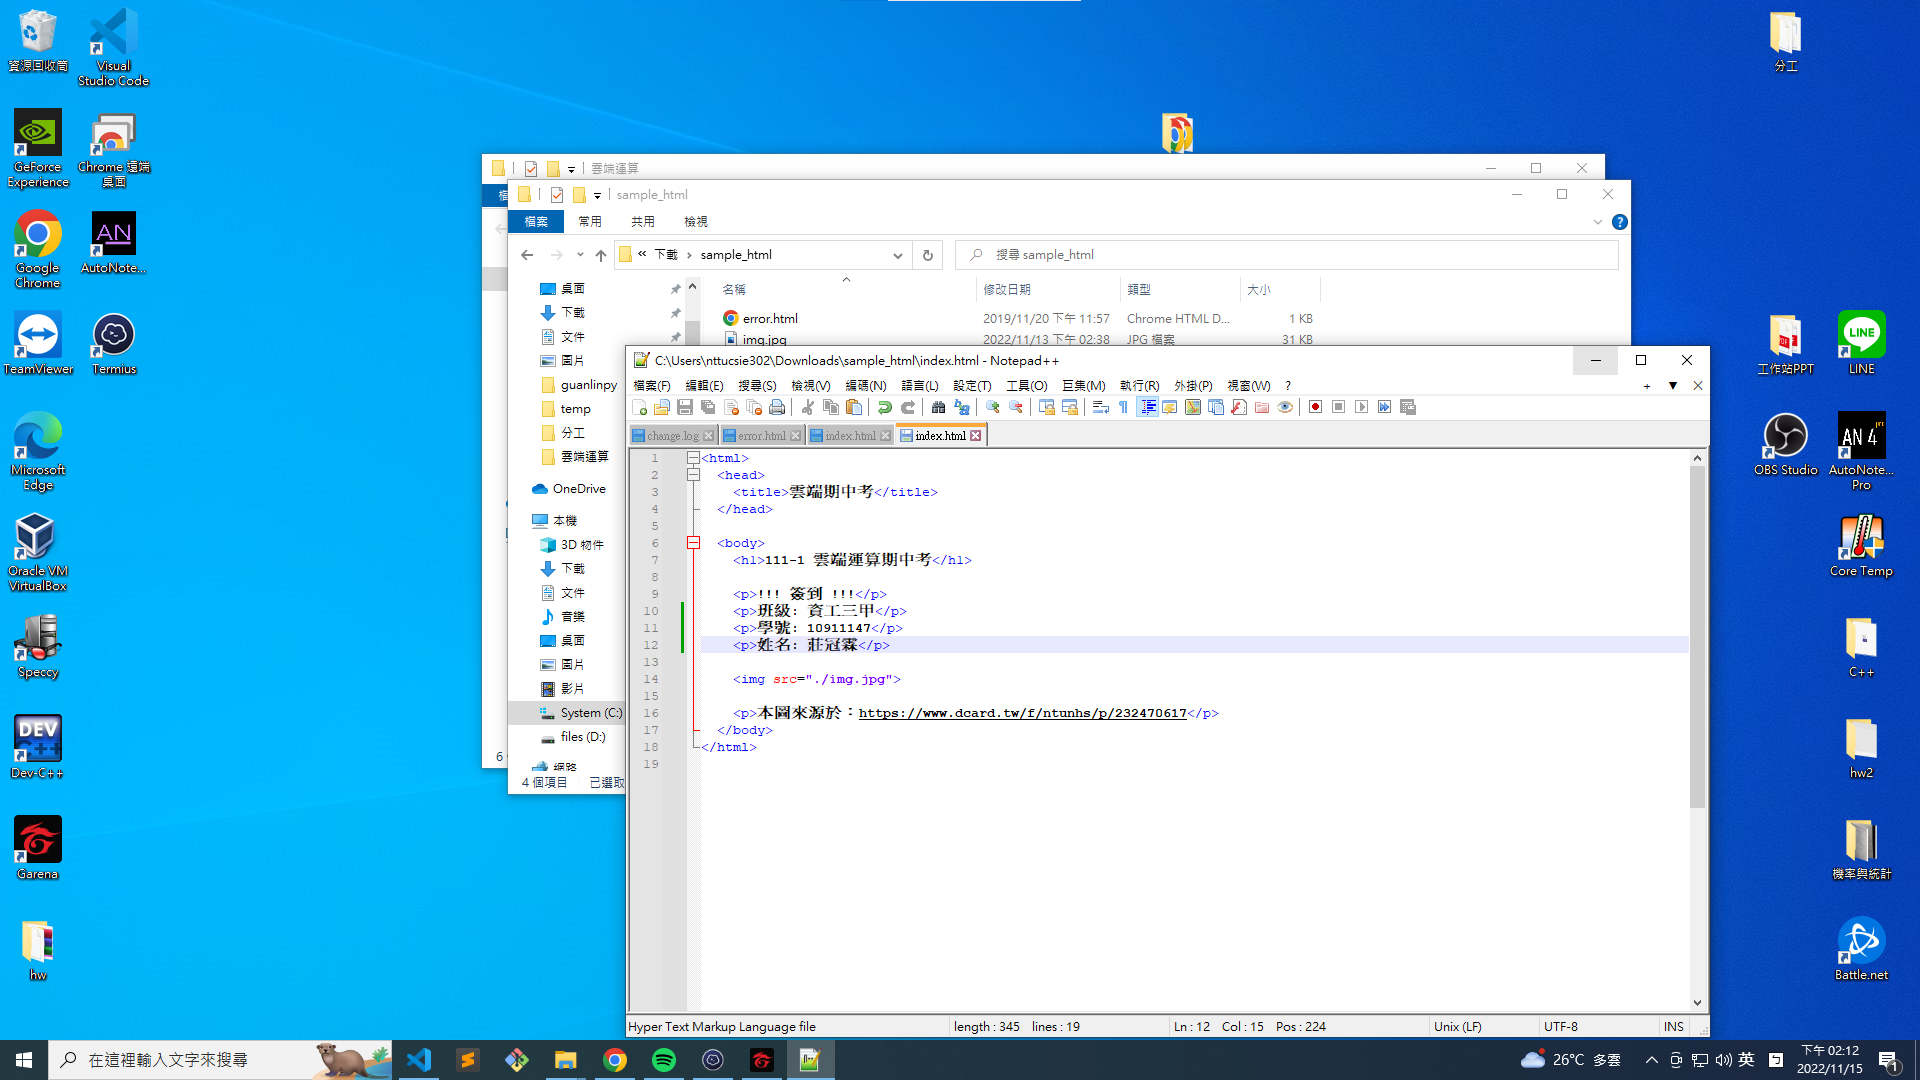 資源回收筒
Visual Studio Code
GeForce Experience
Chrome 遠端桌面
Google Chrome
AutoNote...
TeamViewer
Termius
Microsoft Edge
Oracle VM VirtualBox
Speccy
Dev-C++
Garena
hw
分工
工作站PPT
LINE
OBS Studio
AutoNote... Pro
Core Temp
C++
hw2
機率與統計
Battle.net
雲端運算
sample_html
檔案 常用 共用 檢視
« 下載 › sample_html
搜尋 sample_html
名稱 修改日期 類型 大小
error.html 2019/11/20 下午 11:57 Chrome HTML D... 1 KB
img.jpg 2022/11/13 下午 02:38 JPG 檔案 31 KB
桌面
下載
文件
圖片
guanlinpy
temp
分工
雲端運算
OneDrive
本機
3D 物件
下載
文件
音樂
桌面
圖片
影片
System (C:)
files (D:)
網路
4 個項目 已選取
C:\Users\nttucsie302\Downloads\sample_html\index.html - Notepad++
檔案(F) 編輯(E) 搜尋(S) 檢視(V) 編碼(N) 語言(L) 設定(T) 工具(O) 巨集(M) 執行(R) 外掛(P) 視窗(W) ?
change.log error.html index.html index.html
1 <html>
2 <head>
3 <title>雲端期中考</title>
4 </head>
5
6 <body>
7 <h1>111-1 雲端運算期中考</h1>
8
9 <p>!!! 簽到 !!!</p>
10 <p>班級: 資工三甲</p>
11 <p>學號: 10911147</p>
12 <p>姓名: 莊冠霖</p>
13
14 <img src="./img.jpg">
15
16 <p>本圖來源於：https://www.dcard.tw/f/ntunhs/p/232470617</p>
17 </body>
18 </html>
19
Hyper Text Markup Language file length : 345 lines : 19 Ln : 12 Col : 15 Pos : 224 Unix (LF) UTF-8 INS
在這裡輸入文字來搜尋
26°C 多雲
英
下午 02:12
2022/11/15
1